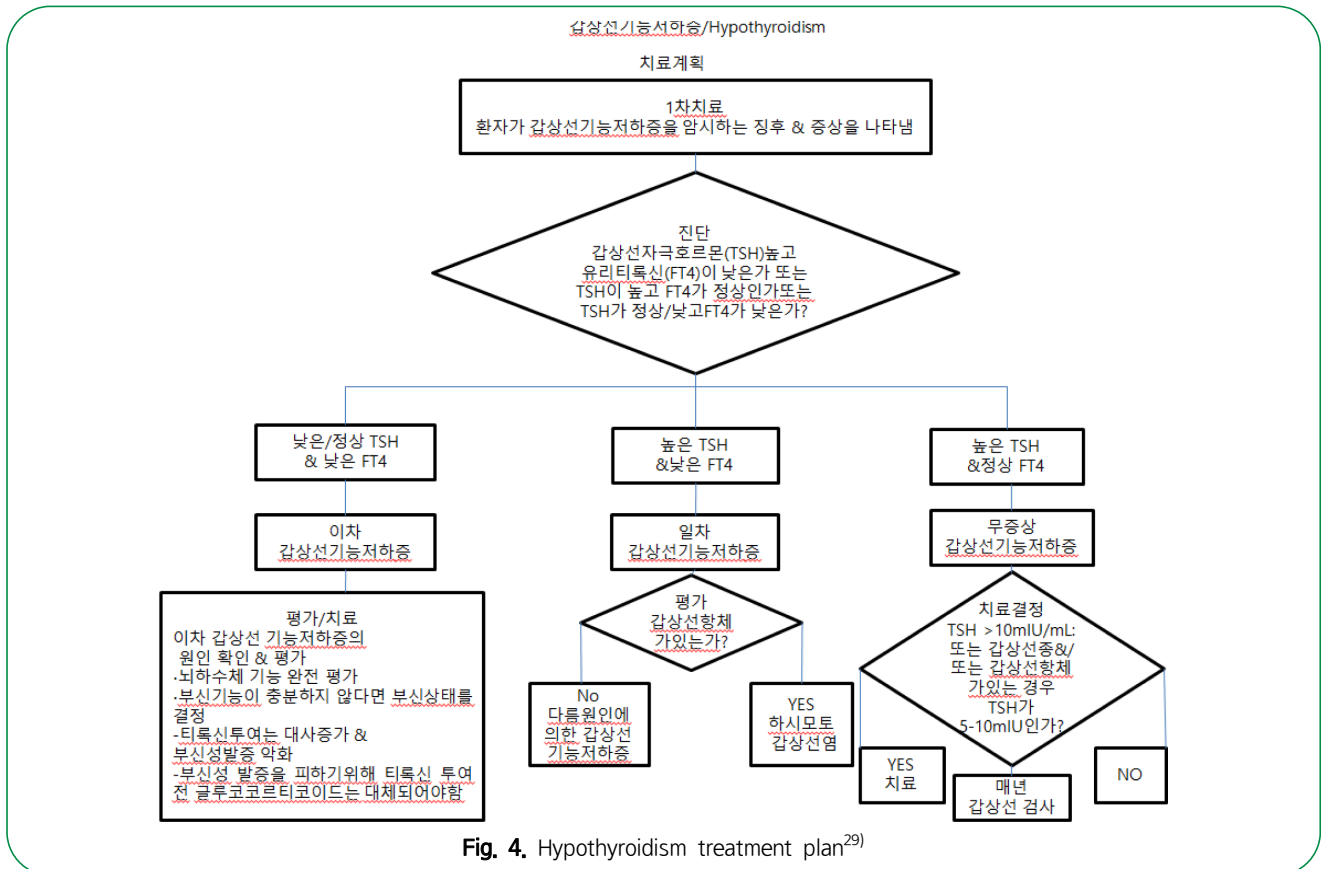 갑상선기능저하증/Hypothyroidism
치료계획
1차치료
환자가 갑상선기능저하증을 암시하는 징후 & 증상을 나타냄
진단
갑상선자극호르몬(TSH)높고
유리티록신(FT4)이 낮은가 또는
TSH이 높고 FT4가 정상인가또는
TSH가 정상/낮고FT4가 낮은가?
낮은/정상 TSH
& 낮은 FT4
높은 TSH
&낮은 FT4
높은 TSH
&정상 FT4
이차
갑상선기능저하증
일차
갑상선기능저하증
무증상
갑상선기능저하증
평가/치료
이차 갑상선 기능저하증의
원인 확인 & 평가
·뇌하수체 기능 완전 평가
·부신기능이 충분하지 않다면 부신상태를
결정
-티록신투여는 대사증가 &
부신성발증 악화
-부신성 발증을 피하기위해 티록신 투여
전 글루코코르티코이드는 대체되어야함
평가
갑상선항체
가있는가?
No
다름원인에
의한 갑상선
기능저하증
YES
하시모토
갑상선염
치료결정
TSH >10mIU/mL:
또는 갑상선종&/
또는 갑상선항체
가있는 경우
TSH가
5-10mIU인가?
YES
치료
매년
갑상선 검사
NO
Fig. 4. Hypothyroidism treatment plan29)